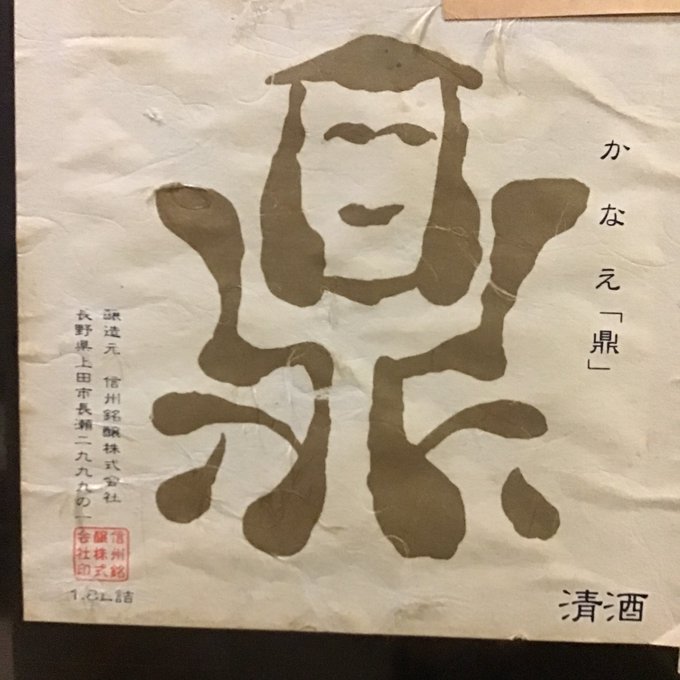 かなえ「鼎」
鼎
醸造元　信州銘醸株式会社
長野県上田市長瀬二九九九の一
信州銘
醸株式
会社印
1.8L詰
清酒